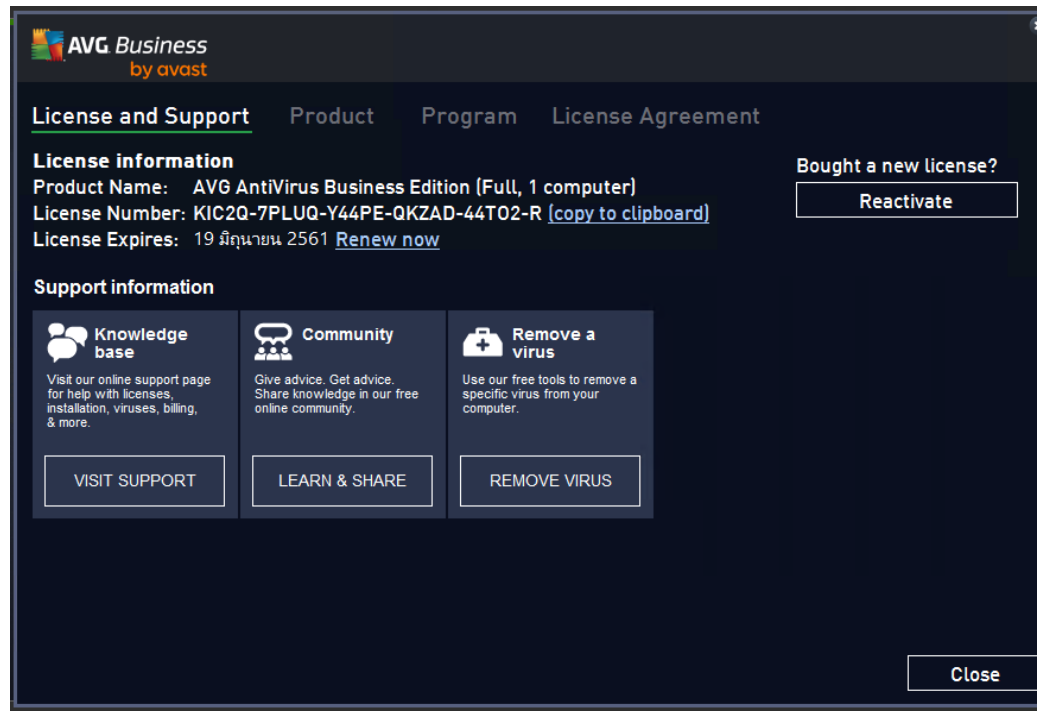 AVG Business
by avast
License and Support Product Program License Agreement
License information
Product Name: AVG AntiVirus Business Edition (Full, 1 computer)
License Number: KIC2Q-7PLUQ-Y44PE-QKZAD-44TO2-R (copy to clipboard)
License Expires: 19 มิถุนายน 2561 Renew now
Bought a new license?
Reactivate
Support information
Knowledge
base
Visit our online support page
for help with licenses,
installation, viruses, billing,
& more.
VISIT SUPPORT
Community
Give advice. Get advice.
Share knowledge in our free
online community.
LEARN & SHARE
Remove a
virus
Use our free tools to remove a
specific virus from your
computer.
REMOVE VIRUS
Close